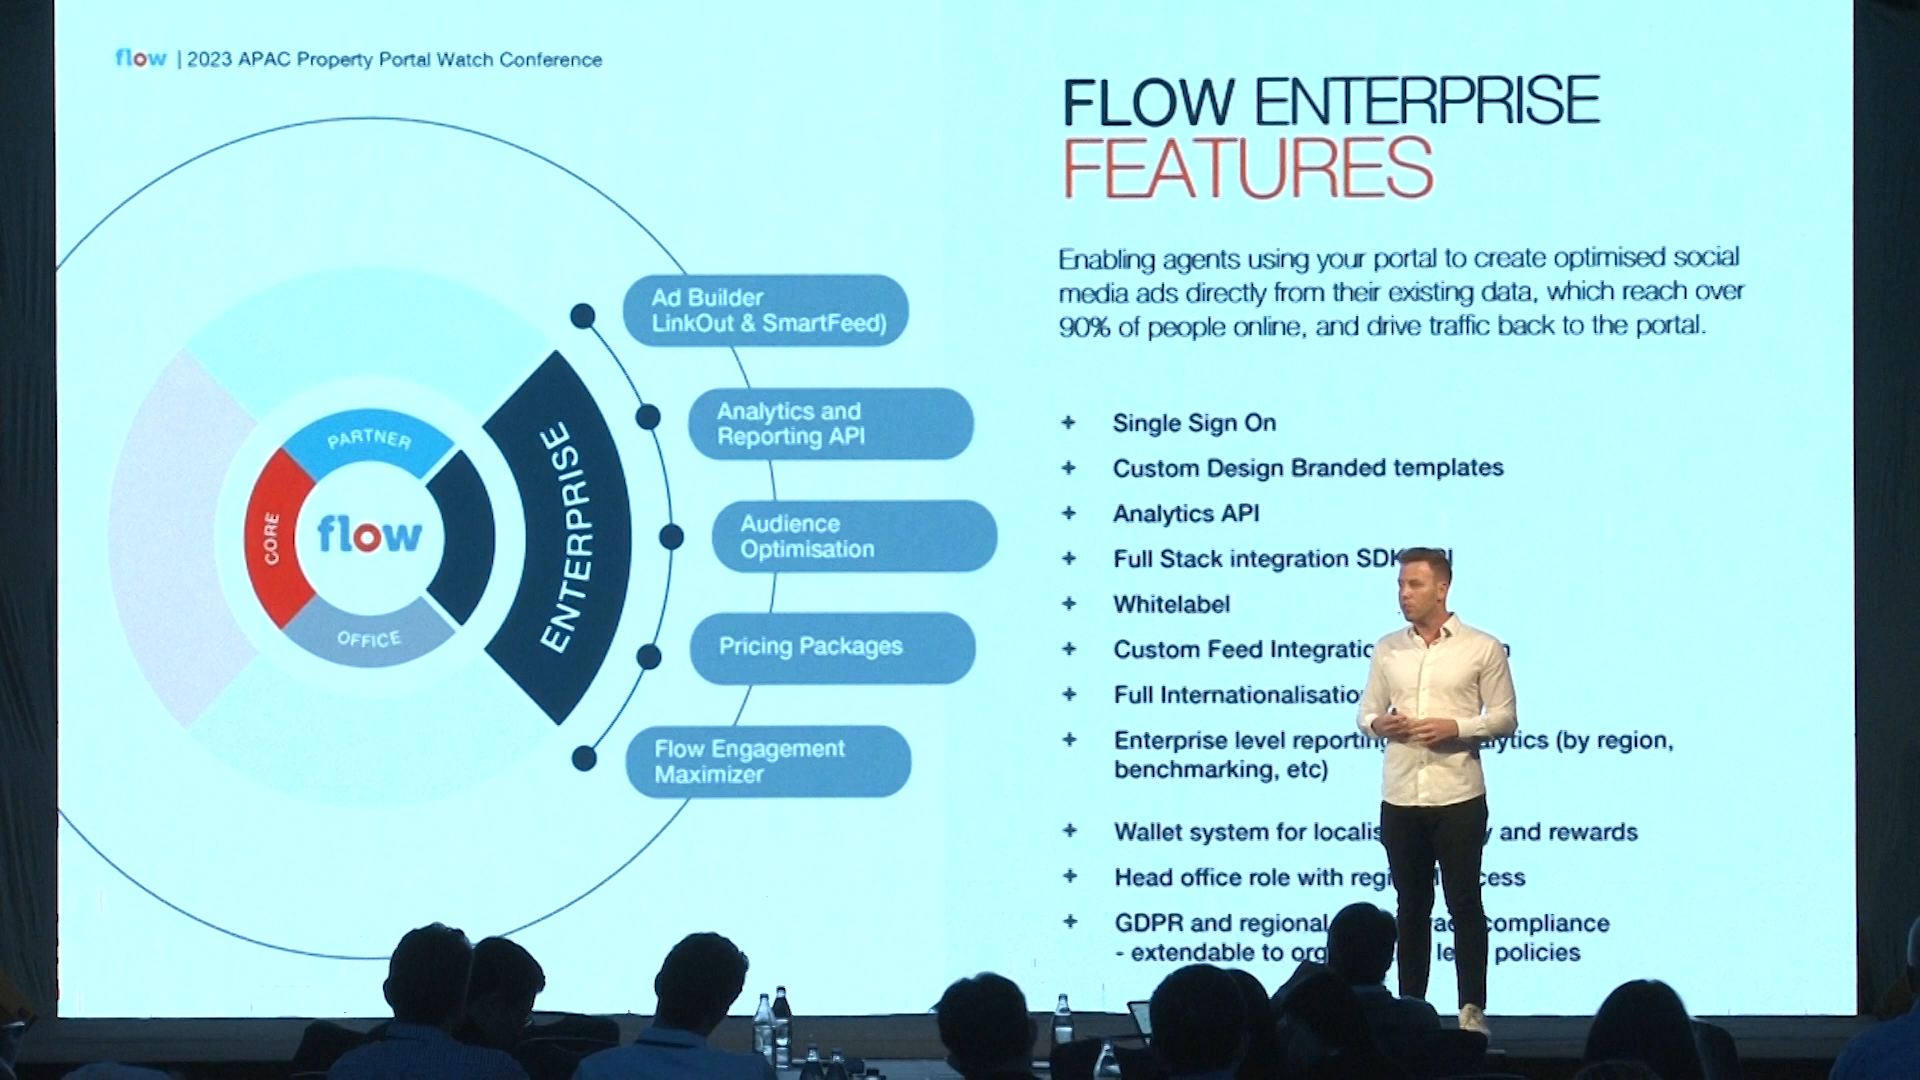 flow | 2023 APAC Property Portal Watch Conference
FLOW ENTERPRISE
FEATURES
Enabling agents using your portal to create optimised social
media ads directly from their existing data, which reach over
90% of people online, and drive traffic back to the portal.
+ Single Sign On
+ Custom Design Branded templates
+ Analytics API
+ Full Stack integration
+ Whitelabel
+ Custom Feed
+ Full
+ Enterprise level (by region,
benchmarking, etc)
+ Wallet system for and rewards
+ Head office role with
+ GDPR and regional compliance
- extendable to policies
Ad Builder
LinkOut & SmartFeed)
Analytics and
Reporting API
Audience
Optimisation
Pricing Packages
Flow Engagement
Maximizer
ENTERPRISE
PARTNER
CORE
flow
OFFICE